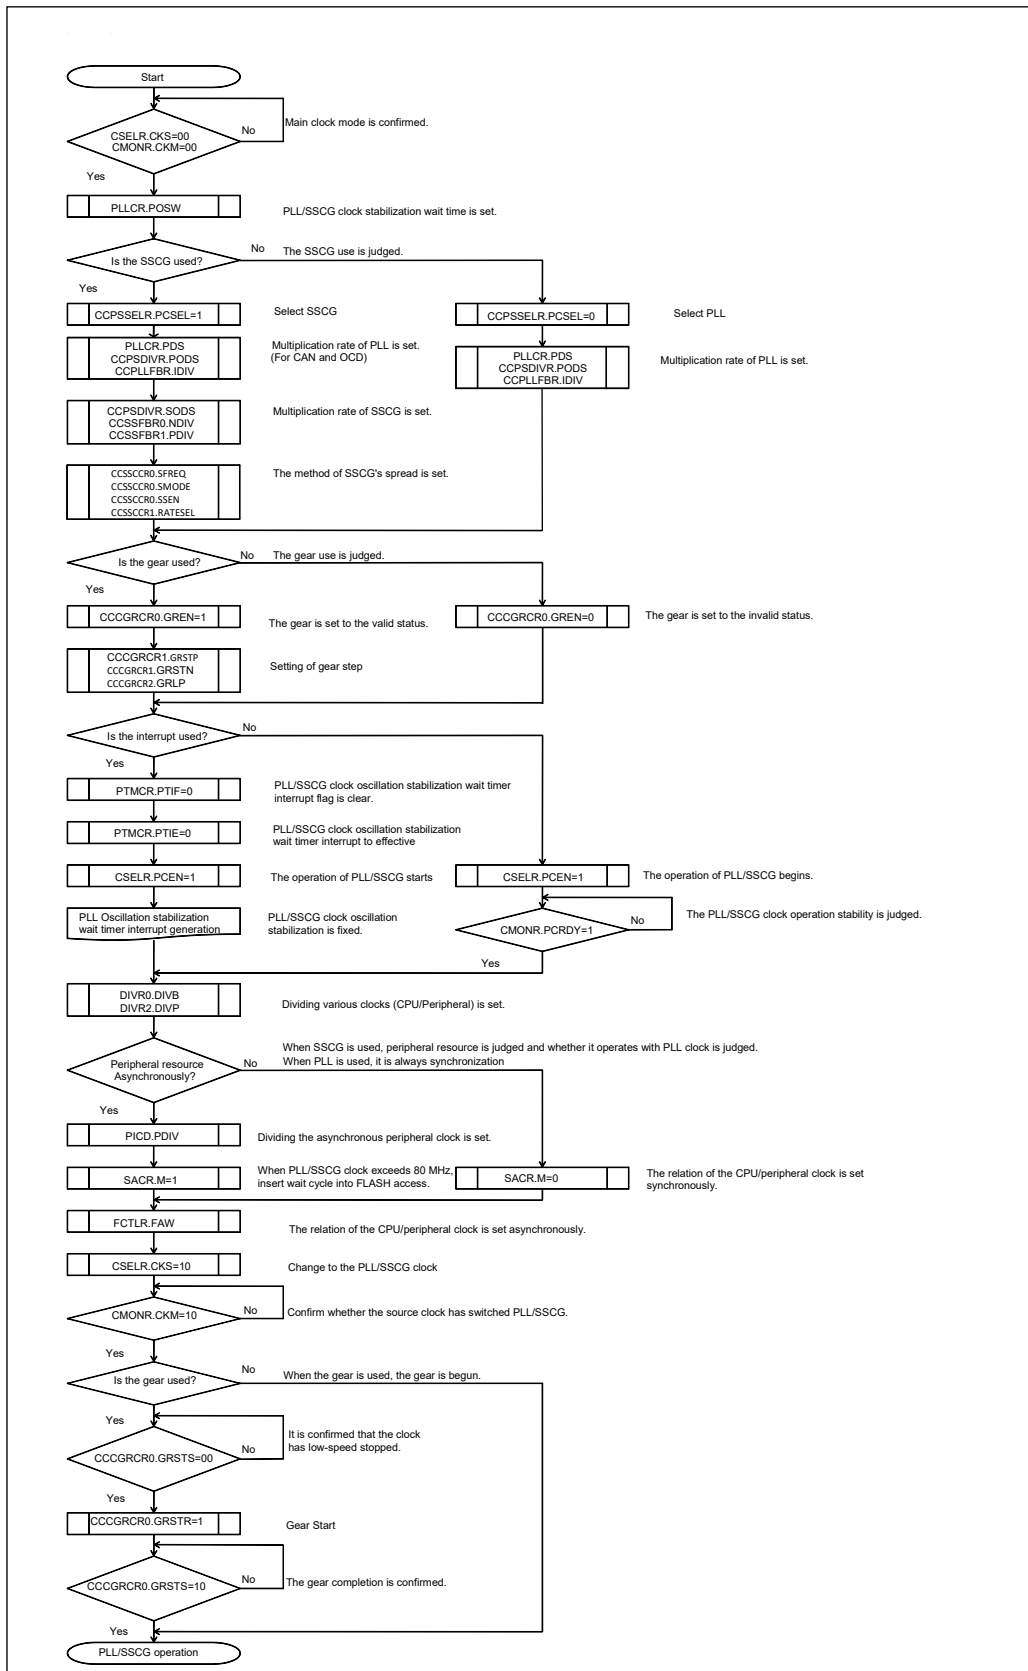 Start
Main clock mode is confirmed.
CSELR.CKS=00
CMONR.CKM=00
No
Yes
PLLCR.POSW
PLL/SSCG clock stabilization wait time is set.
Is the SSCG used?
No
The SSCG use is judged.
Yes
CCPSSELR.PCSEL=1
Select SSCG
CCPSSELR.PCSEL=0
Select PLL
PLLCR.PDS
CCPSDIVR.PODS
CCPLLFBR.IDIV
Multiplication rate of PLL is set.
(For CAN and OCD)
PLLCR.PDS
CCPSDIVR.PODS
CCPLLFBR.IDIV
Multiplication rate of PLL is set.
CCPSDIVR.SODS
CCSSFBR0.NDIV
CCSSFBR1.PDIV
Multiplication rate of SSCG is set.
CCSSCCR0.SFREQ
CCSSCCR0.SMODE
CCSSCCR0.SSEN
CCSSCCR1.RATESEL
The method of SSCG's spread is set.
Is the gear used?
No
The gear use is judged.
Yes
CCCGRCR0.GREN=1
The gear is set to the valid status.
CCCGRCR0.GREN=0
The gear is set to the invalid status.
CCCGRCR1.GRSTP
CCCGRCR1.GRSTN
CCCGRCR2.GRLP
Setting of gear step
Is the interrupt used?
No
Yes
PTMCR.PTIF=0
PLL/SSCG clock oscillation stabilization wait timer
interrupt flag is clear.
PTMCR.PTIE=0
PLL/SSCG clock oscillation stabilization
wait timer interrupt to effective
CSELR.PCEN=1
The operation of PLL/SSCG starts
CSELR.PCEN=1
The operation of PLL/SSCG begins.
PLL Oscillation stabilization
wait timer interrupt generation
PLL/SSCG clock oscillation
stabilization is fixed.
CMONR.PCRDY=1
No
The PLL/SSCG clock operation stability is judged.
Yes
DIVR0.DIVB
DIVR2.DIVP
Dividing various clocks (CPU/Peripheral) is set.
When SSCG is used, peripheral resource is judged and whether it operates with PLL clock is judged.
When PLL is used, it is always synchronization
Peripheral resource
Asynchronously?
No
Yes
PICD.PDIV
Dividing the asynchronous peripheral clock is set.
SACR.M=1
When PLL/SSCG clock exceeds 80 MHz,
insert wait cycle into FLASH access.
SACR.M=0
The relation of the CPU/peripheral clock is set
synchronously.
FCTLR.FAW
The relation of the CPU/peripheral clock is set asynchronously.
CSELR.CKS=10
Change to the PLL/SSCG clock
CMONR.CKM=10
No
Confirm whether the source clock has switched PLL/SSCG.
Yes
Is the gear used?
No
When the gear is used, the gear is begun.
Yes
It is confirmed that the clock
has low-speed stopped.
CCCGRCR0.GRSTS=00
No
Yes
CCCGRCR0.GRSTR=1
Gear Start
CCCGRCR0.GRSTS=10
No
The gear completion is confirmed.
Yes
PLL/SSCG operation